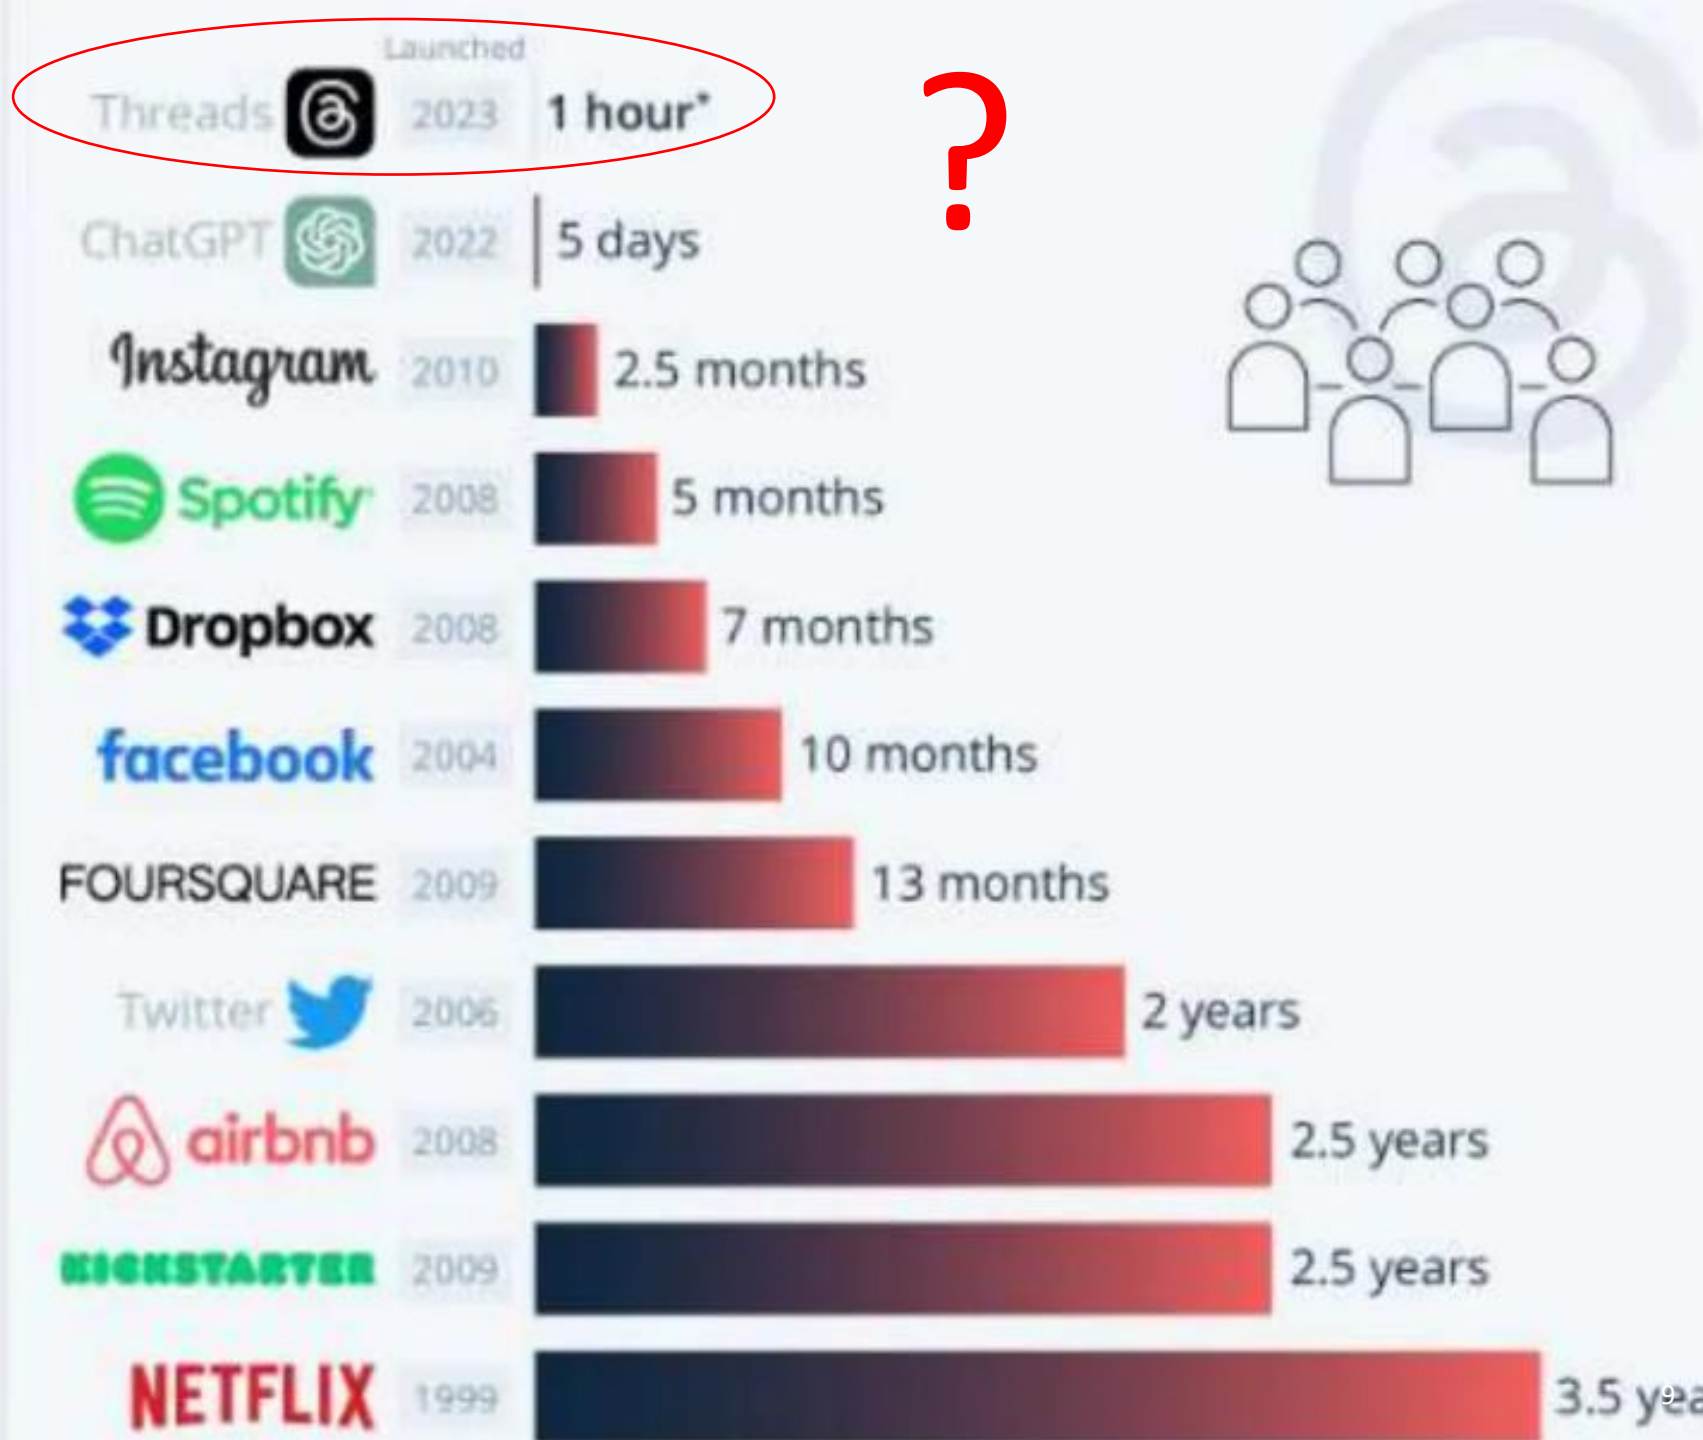 Launched
Threads 2023 1 hour*
?
ChatGPT 2022 5 days
Instagram 2010 2.5 months
Spotify 2008 5 months
Dropbox 2008 7 months
facebook 2004 10 months
FOURSQUARE 2009 13 months
Twitter 2006 2 years
airbnb 2008 2.5 years
KICKSTARTER 2009 2.5 years
NETFLIX 1999 3.5 yea
9